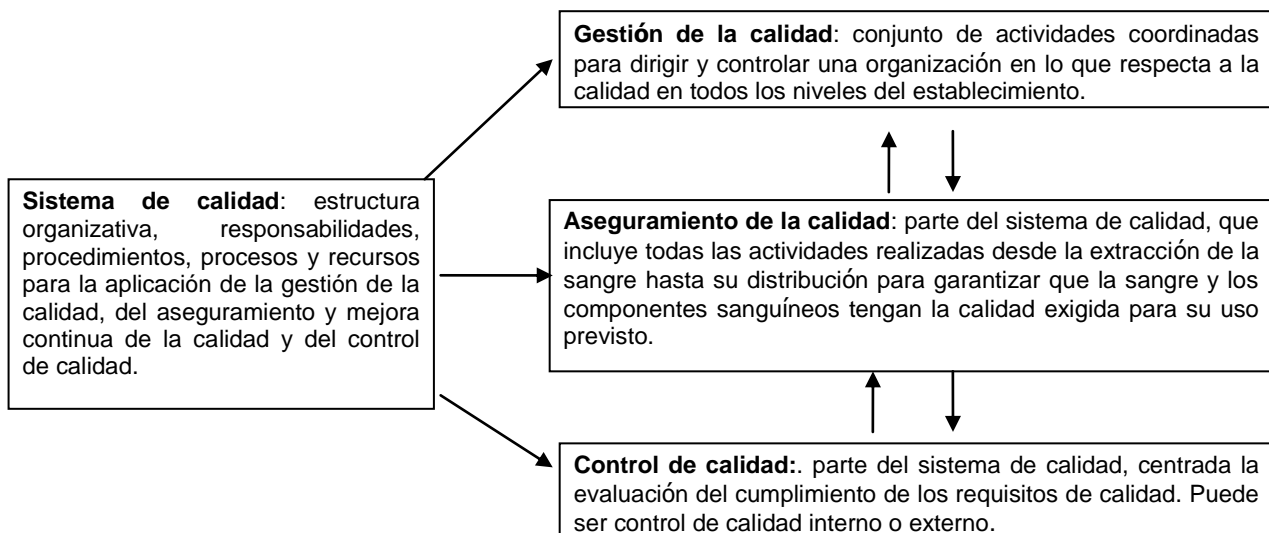 Gestión de la calidad: conjunto de actividades coordinadas
para dirigir y controlar una organización en lo que respecta a la
calidad en todos los niveles del establecimiento.
Sistema de calidad: estructura
organizativa, responsabilidades,
procedimientos, procesos y recursos
para la aplicación de la gestión de la
calidad, del aseguramiento y mejora
continua de la calidad y del control
de calidad.
Aseguramiento de la calidad: parte del sistema de calidad, que
incluye todas las actividades realizadas desde la extracción de la
sangre hasta su distribución para garantizar que la sangre y los
componentes sanguíneos tengan la calidad exigida para su uso
previsto.
Control de calidad:. parte del sistema de calidad, centrada la
evaluación del cumplimiento de los requisitos de calidad. Puede
ser control de calidad interno o externo.